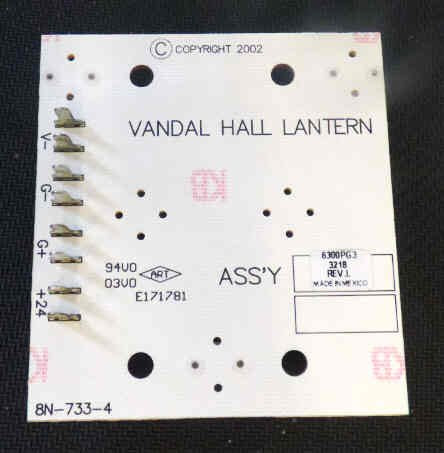 © COPYRIGHT 2002
VANDAL HALL LANTERN
V-
G-
G+
+24
94V0
03V0
ART
E171781
ASS'Y
6300PG3
3218
REV.I.
MADE IN MEXICO
8N-733-4